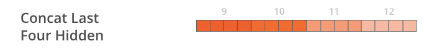 9 10 11 12
Concat Last
Four Hidden